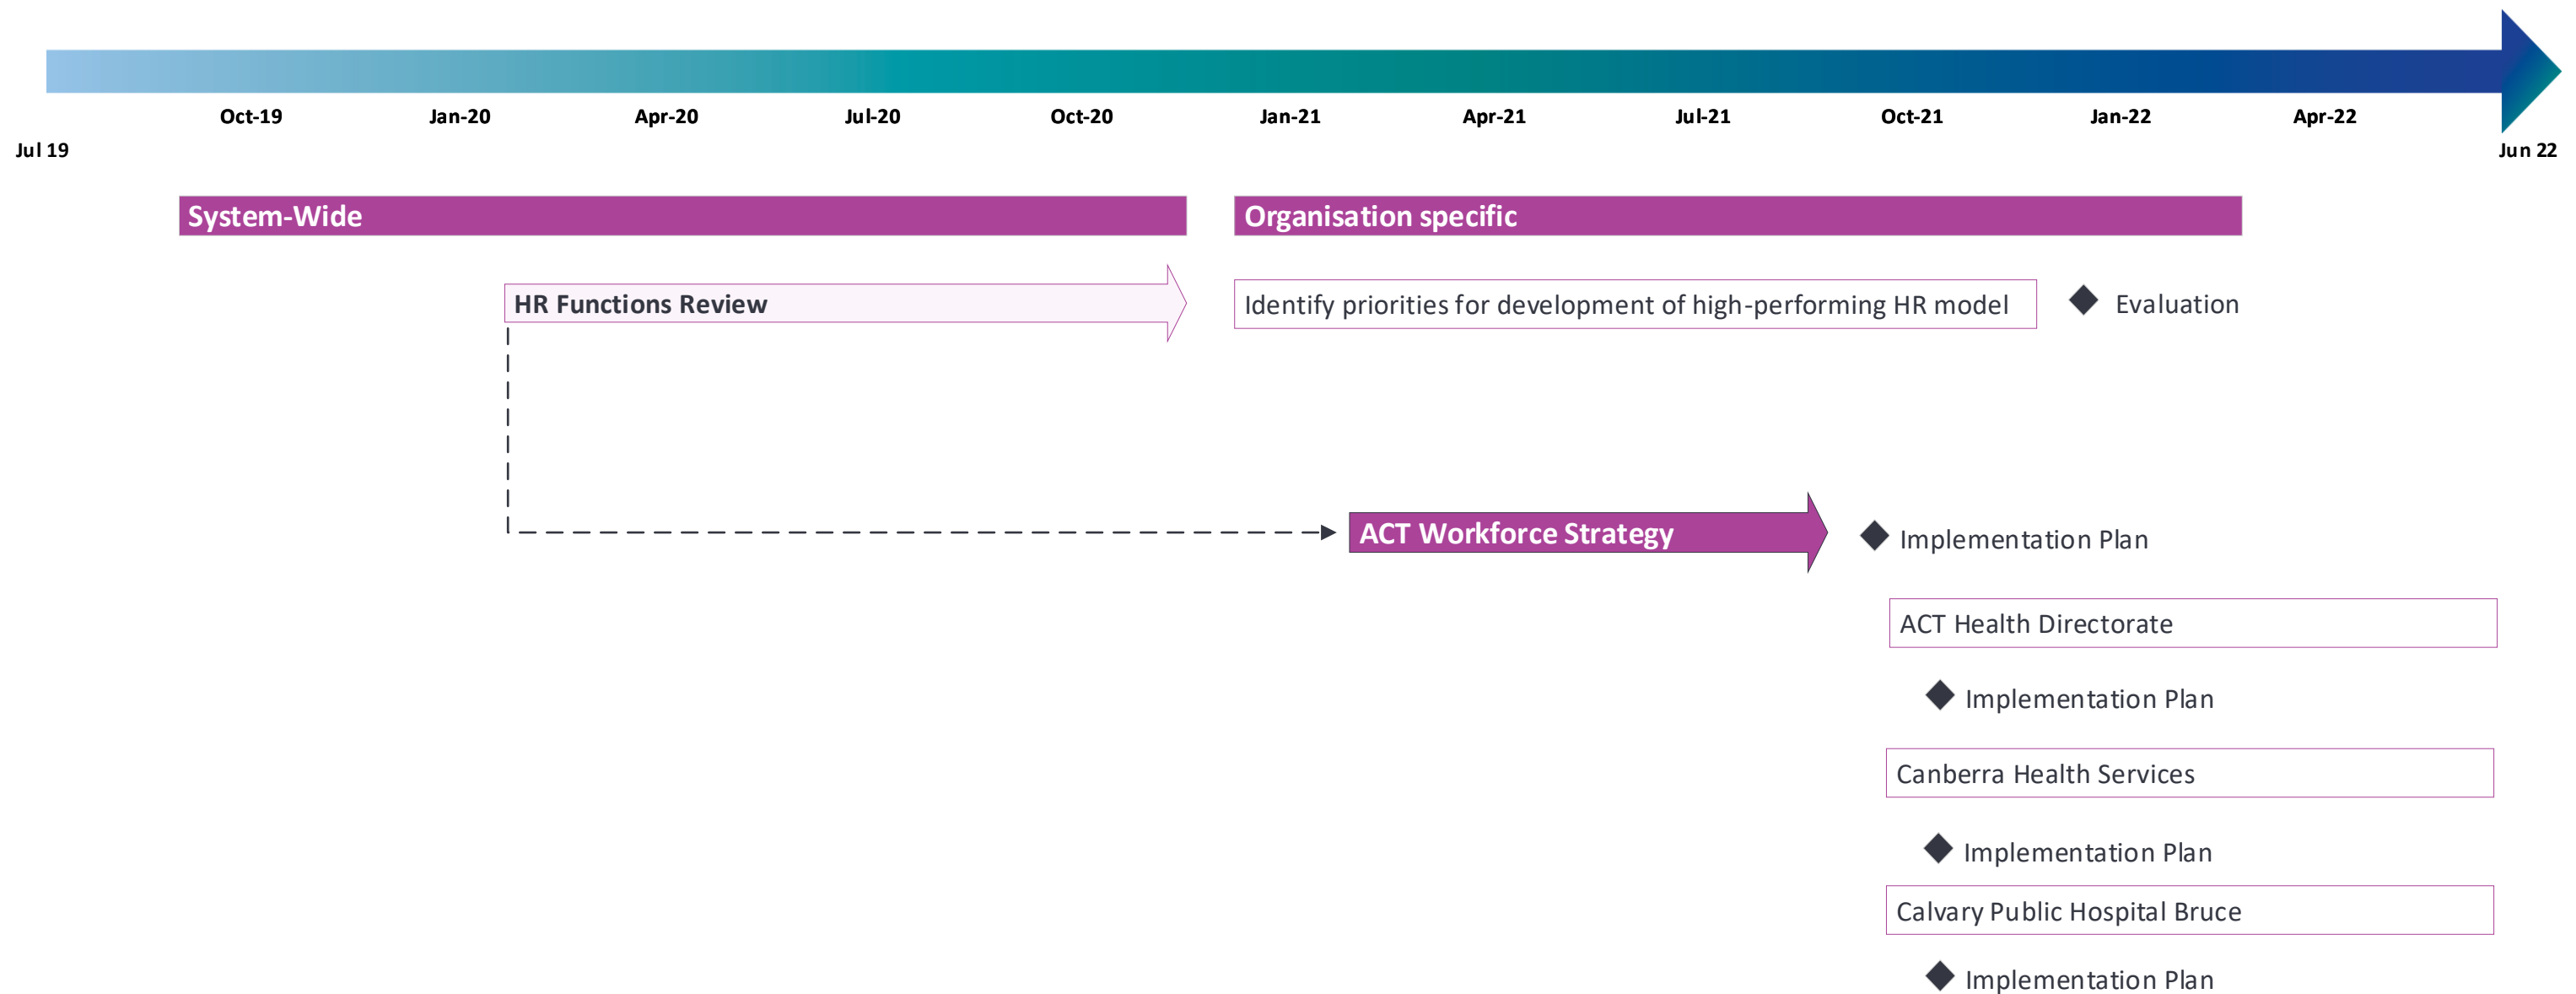 Oct-19 Jan-20 Apr-20 Jul-20 Oct-20 Jan-21 Apr-21 Jul-21 Oct-21 Jan-22 Apr-22
Jul 19 Jun 22
System-Wide Organisation specific
HR Functions Review Identify priorities for development of high-performing HR model Evaluation
ACT Workforce Strategy Implementation Plan
ACT Health Directorate
Implementation Plan
Canberra Health Services
Implementation Plan
Calvary Public Hospital Bruce
Implementation Plan